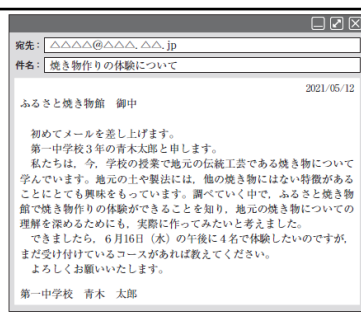 宛先： △△△△@△△△.△△.jp
件名： 焼き物作りの体験について
2021/05/12
ふるさと焼き物館　御中
初めてメールを差し上げます。
第一中学校３年の青木太郎と申します。
私たちは，今，学校の授業で地元の伝統工芸である焼き物について
学んでいます。地元の土や製法には，他の焼き物にはない特徴がある
ことにとても興味をもっています。調べていく中で，ふるさと焼き物
館で焼き物作りの体験ができることを知り，地元の焼き物についての
理解を深めるためにも，実際に作ってみたいと考えました。
できましたら，６月16日（水）の午後に４名で体験したいのですが，
まだ受け付けているコースがあれば教えてください。
よろしくお願いいたします。
第一中学校　青木　太郎